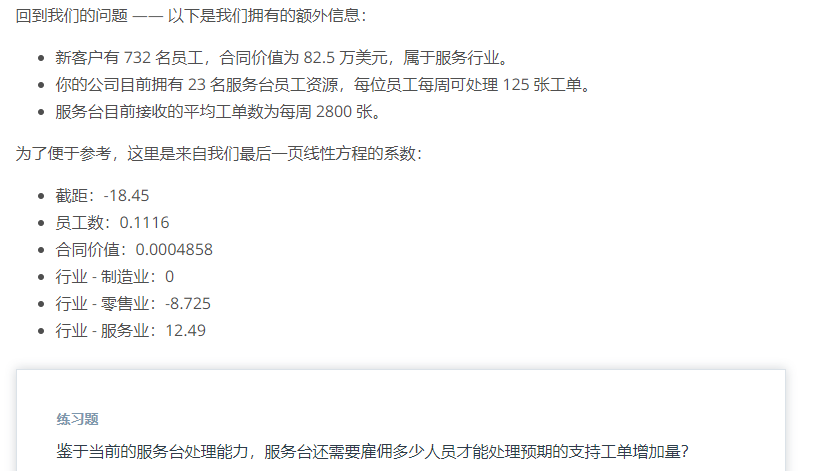 回到我们的问题 —— 以下是我们拥有的额外信息：
新客户有 732 名员工，合同价值为 82.5 万美元，属于服务行业。
你的公司目前拥有 23 名服务台员工资源，每位员工每周可处理 125 张工单。
服务台目前接收的平均工单数为每周 2800 张。
为了便于参考，这里是来自我们最后一页线性方程的系数：
截距：-18.45
员工数：0.1116
合同价值：0.0004858
行业 - 制造业：0
行业 - 零售业：-8.725
行业 - 服务业：12.49
练习题
鉴于当前的服务台处理能力，服务台还需要雇佣多少人员才能处理预期的支持工单增加量？